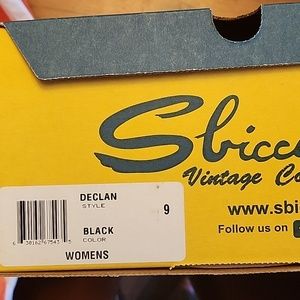 Sbicc
Vintage Co
DECLAN
STYLE
9
BLACK
COLOR
WOMENS
www.sbi
Follow us on